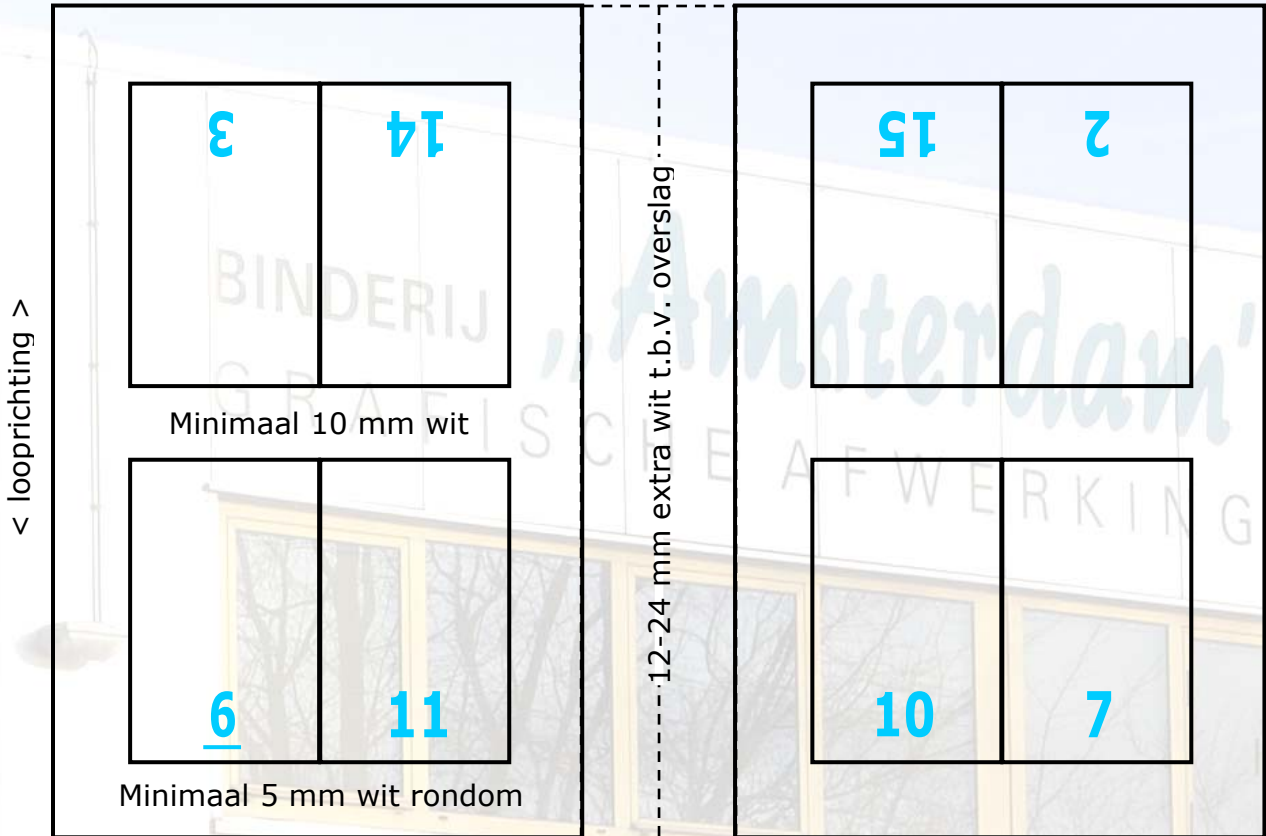 3
14
15
2
BINDERIJ „Amsterdam"
GRAFISCHE AFWERKING
< looprichting >
12-24 mm extra wit t.b.v. overslag
Minimaal 10 mm wit
6
11
10
7
Minimaal 5 mm wit rondom